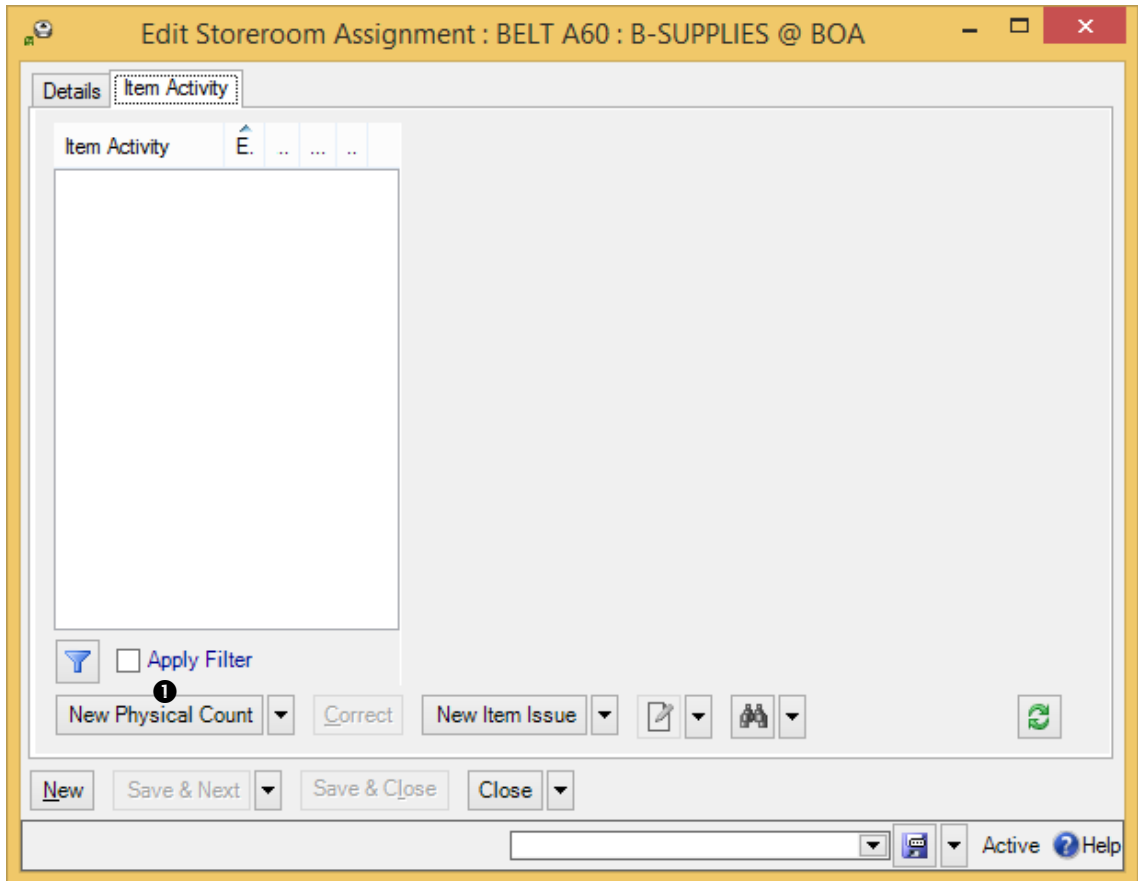 Edit Storeroom Assignment : BELT A60 : B-SUPPLIES @ BOA
Details Item Activity
Item Activity E. .. ... ..
Apply Filter
❶
New Physical Count Correct New Item Issue
New Save & Next Save & Close Close
Active Help